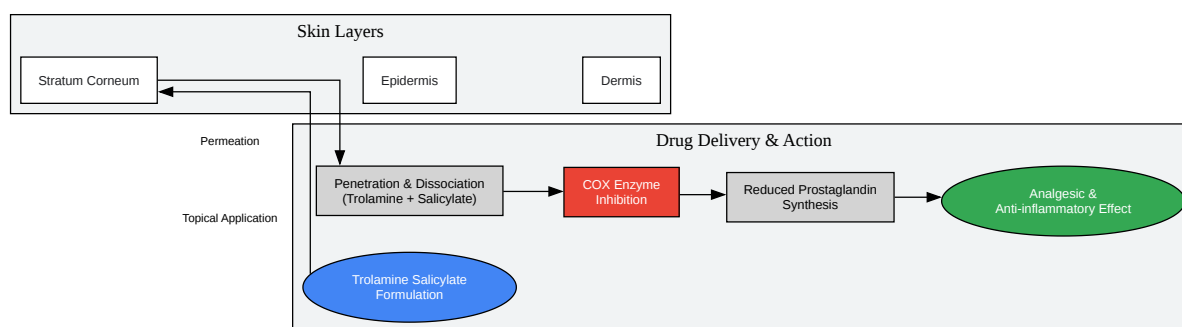 Skin Layers
Stratum Corneum
Epidermis
Dermis
Permeation
Drug Delivery & Action
Penetration & Dissociation
(Trolamine + Salicylate)
COX Enzyme
Inhibition
Reduced Prostaglandin
Synthesis
Analgesic &
Anti-inflammatory Effect
Topical Application
Trolamine Salicylate
Formulation